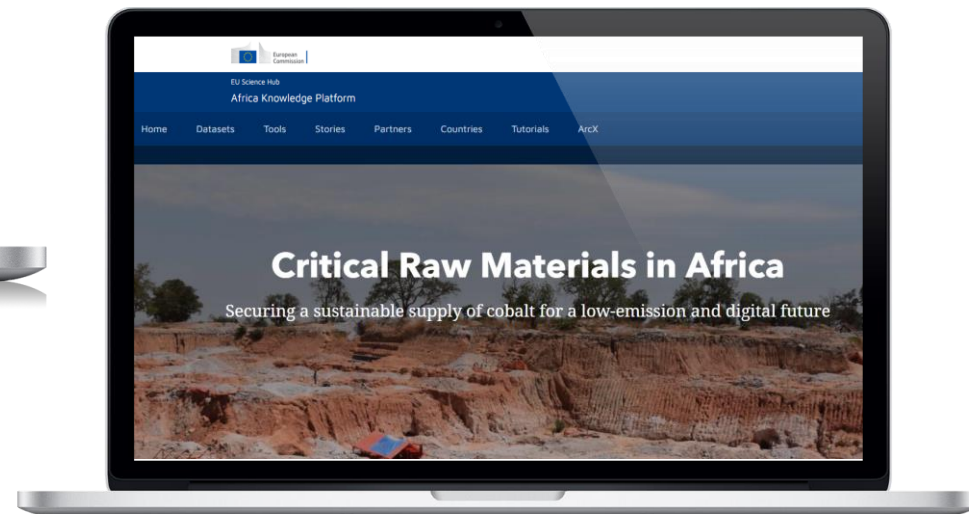 European
Commission
EU Science Hub
Africa Knowledge Platform
Home Datasets Tools Stories Partners Countries Tutorials ArcX
Critical Raw Materials in Africa
Securing a sustainable supply of cobalt for a low-emission and digital future